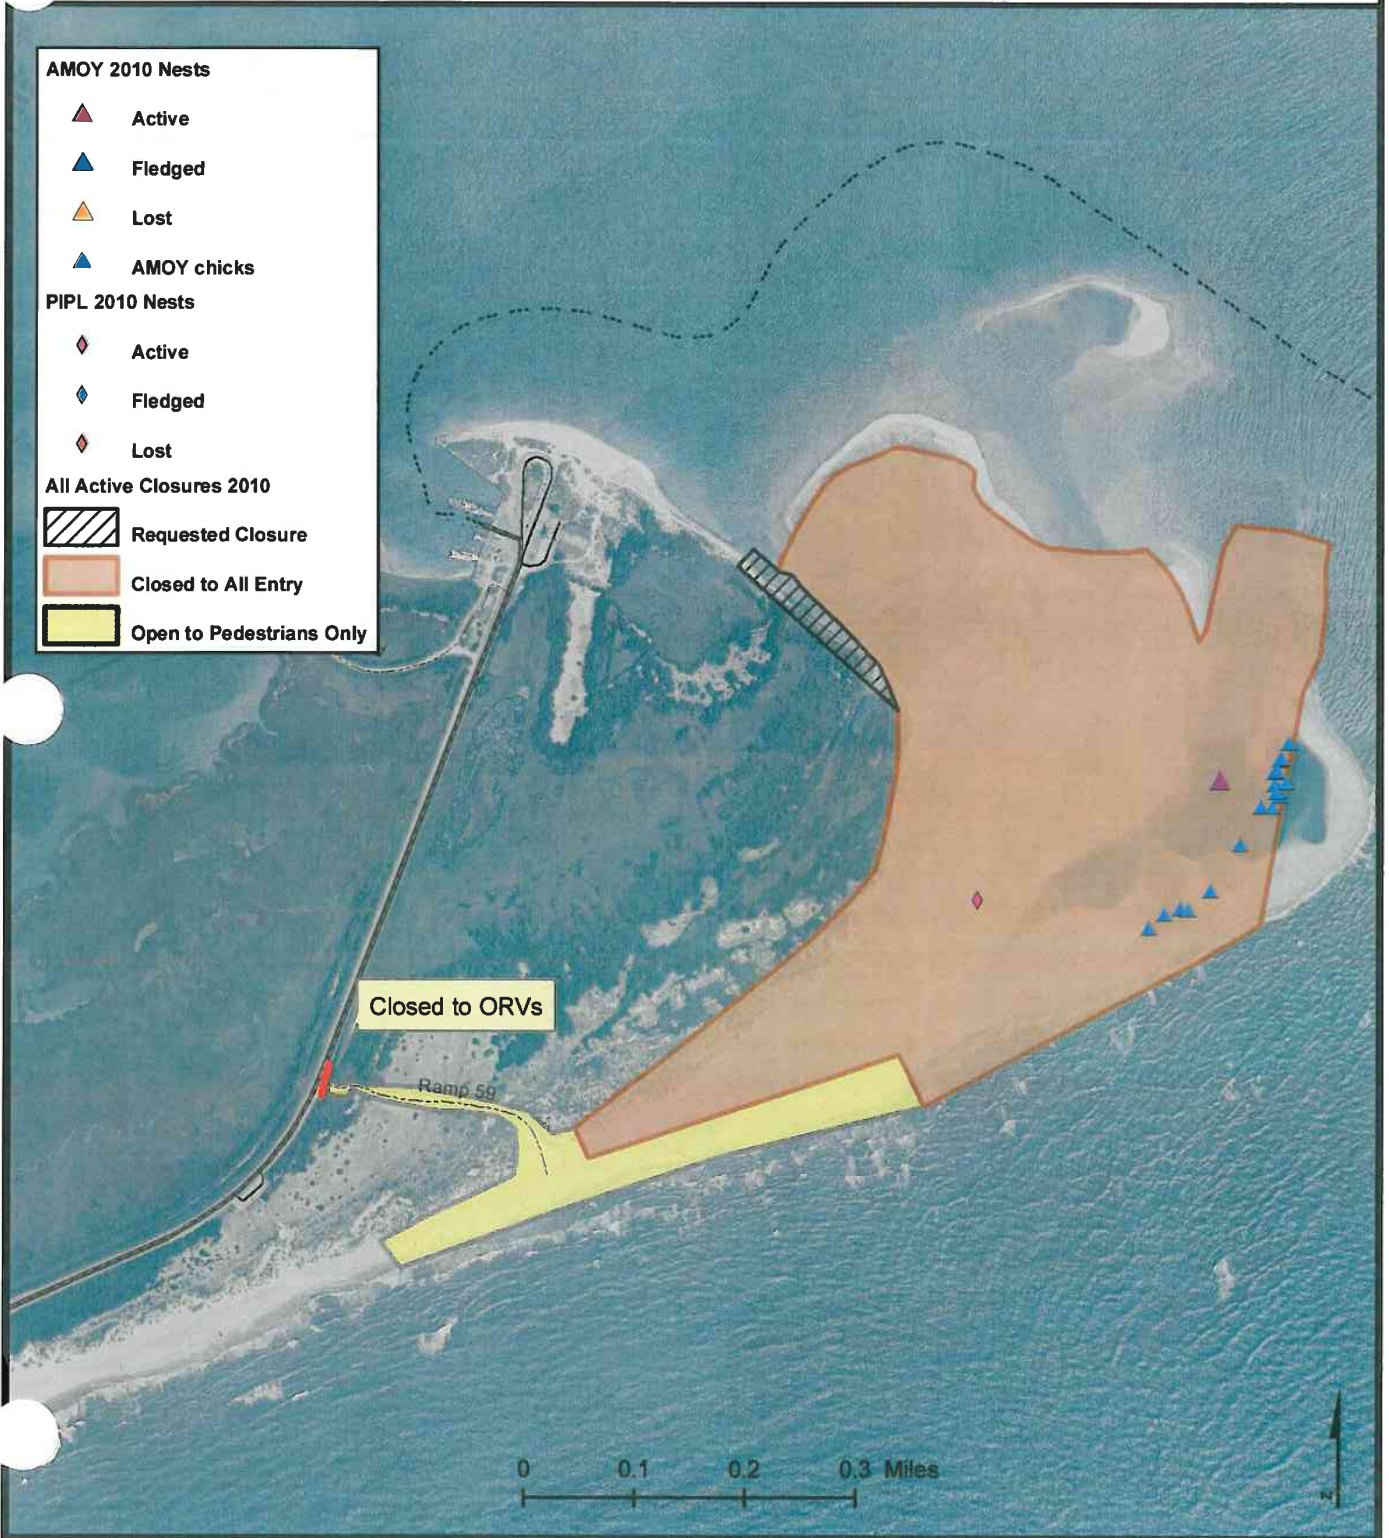 AMOY 2010 Nests
Active
Fledged
Lost
AMOY chicks
PIPL 2010 Nests
Active
Fledged
Lost
All Active Closures 2010
Requested Closure
Closed to All Entry
Open to Pedestrians Only
Closed to ORVs
Ramp 59
0 0.1 0.2 0.3 Miles
N